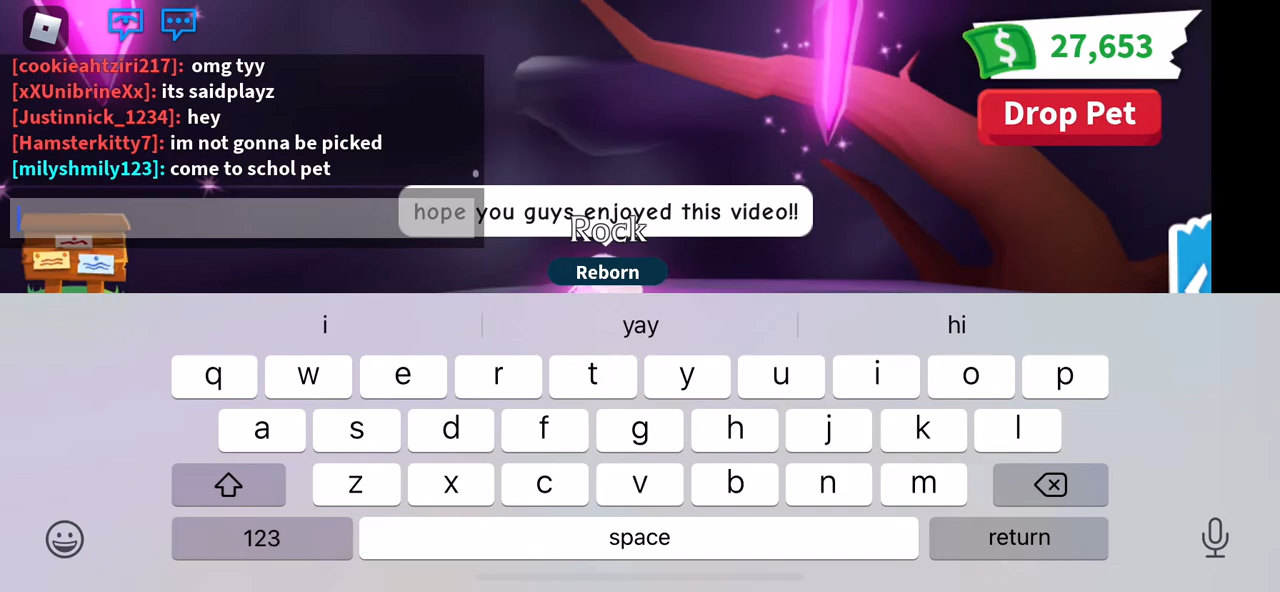 27,653
Drop Pet
[cookieahtziri217]: omg tyy
[xXUnibrineXx]: its saidplayz
[Justinnick_1234]: hey
[Hamsterkitty7]: im not gonna be picked
[milyshmily123]: come to schol pet
hope you guys enjoyed this video!!
Rock
Reborn
i yay hi
q w e r t y u i o p
a s d f g h j k l
z x c v b n m
123 space return